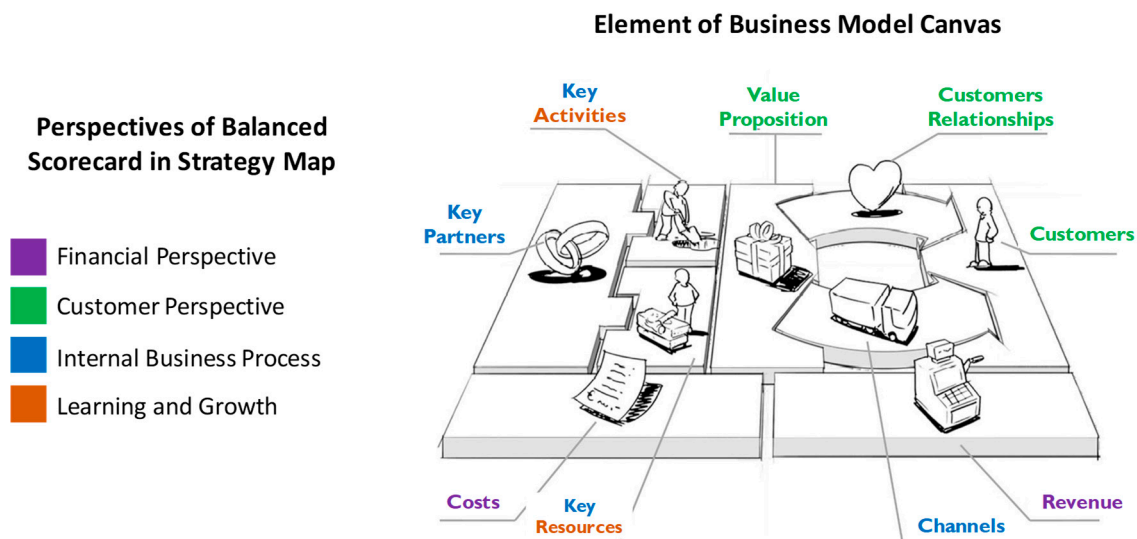 Element of Business Model Canvas
Perspectives of Balanced
Scorecard in Strategy Map
Financial Perspective
Customer Perspective
Internal Business Process
Learning and Growth
Key
Activities
Value
Proposition
Customers
Relationships
Key
Partners
Customers
Costs
Key
Resources
Channels
Revenue